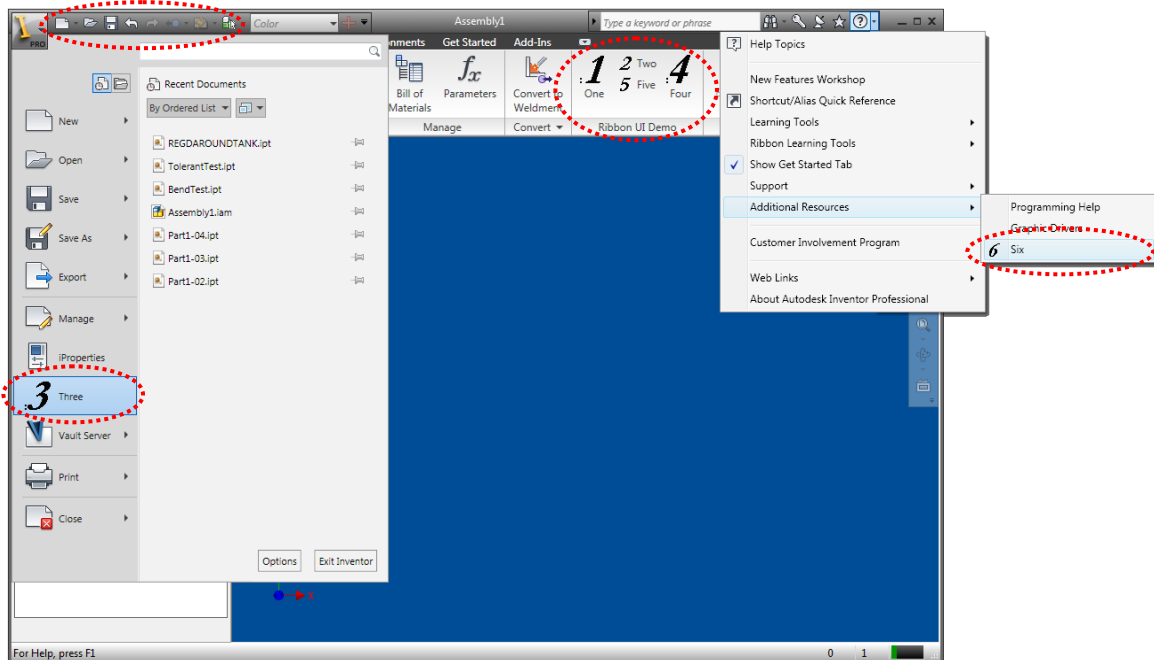 PRO
Color
Assembly1
Type a keyword or phrase
nments Get Started Add-Ins
Bill of Materials
Parameters
Convert to Weldment
1 One
2 Two
5 Five
4 Four
Manage
Convert
Ribbon UI Demo
Recent Documents
By Ordered List
REGDAROUNDTANK.ipt
TolerantTest.ipt
BendTest.ipt
Assembly1.iam
Part1-04.ipt
Part1-03.ipt
Part1-02.ipt
New
Open
Save
Save As
Export
Manage
iProperties
3 Three
Vault Server
Print
Close
Options Exit Inventor
Help Topics
New Features Workshop
Shortcut/Alias Quick Reference
Learning Tools
Ribbon Learning Tools
Show Get Started Tab
Support
Additional Resources
Customer Involvement Program
Web Links
About Autodesk Inventor Professional
Programming Help
Graphic Drivers
6 Six
X
For Help, press F1
0 1